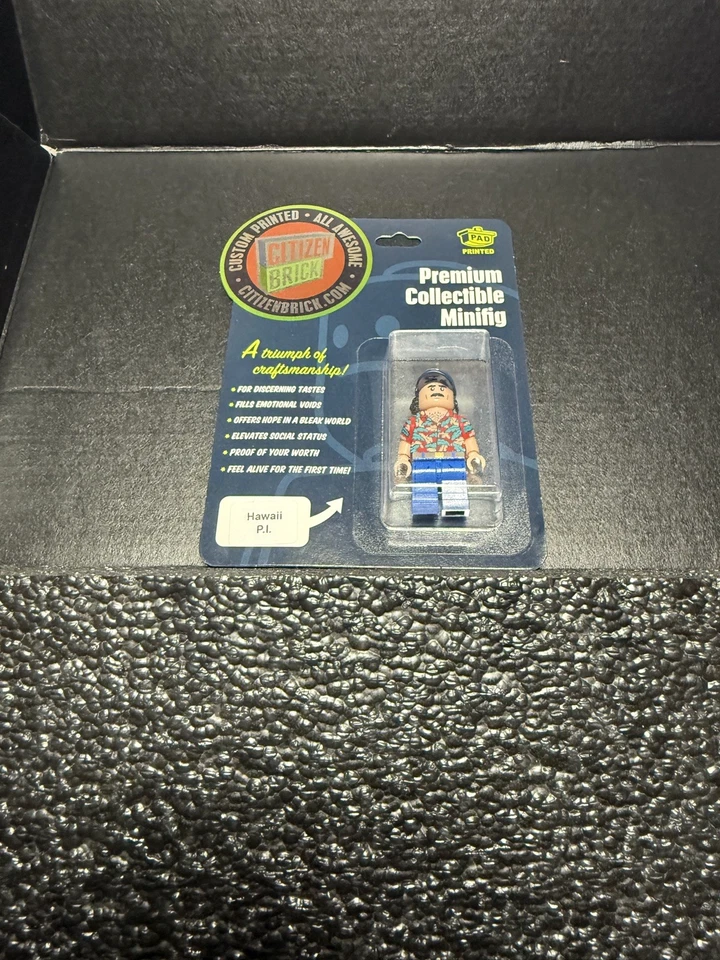 CUSTOM PRINTED • ALL AWESOME
• CITIZENBRICK.COM •
CITIZEN
BRICK
PAD
PRINTED
Premium
Collectible
Minifig
A triumph of
craftsmanship!
• FOR DISCERNING TASTES
• FILLS EMOTIONAL VOIDS
• OFFERS HOPE IN A BLEAK WORLD
• ELEVATES SOCIAL STATUS
• PROOF OF YOUR WORTH
• FEEL ALIVE FOR THE FIRST TIME!
Hawaii
P.I.